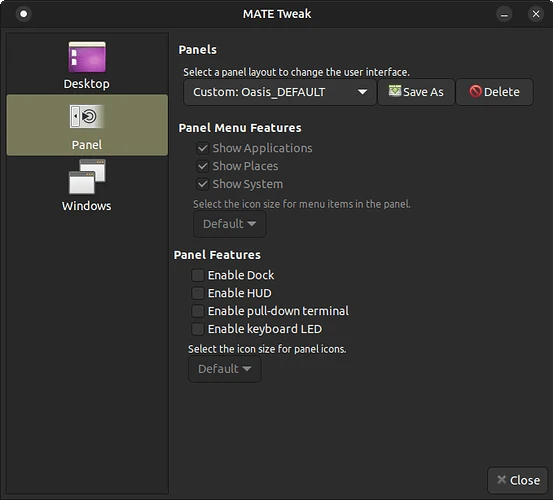 MATE Tweak
Desktop
Panel
Windows
Panels
Select a panel layout to change the user interface.
Custom: Oasis_DEFAULT
Save As
Delete
Panel Menu Features
Show Applications
Show Places
Show System
Select the icon size for menu items in the panel.
Default
Panel Features
Enable Dock
Enable HUD
Enable pull-down terminal
Enable keyboard LED
Select the icon size for panel icons.
Default
Close